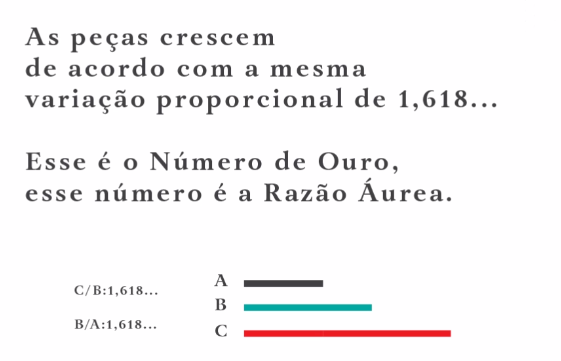 As peças crescem
de acordo com a mesma
variação proporcional de 1,618...
Esse é o Número de Ouro,
esse número é a Razão Áurea.
C/B:1,618...
B/A:1,618...
A
B
C